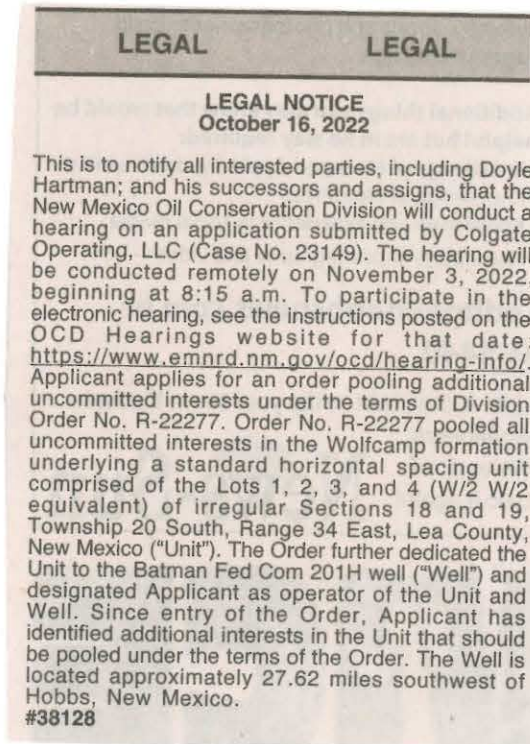 LEGAL LEGAL
LEGAL NOTICE
October 16, 2022
This is to notify all interested parties, including Doyle
Hartman; and his successors and assigns, that the
New Mexico Oil Conservation Division will conduct a
hearing on an application submitted by Colgate
Operating, LLC (Case No. 23149). The hearing will
be conducted remotely on November 3, 2022
beginning at 8:15 a.m. To participate in the
electronic hearing, see the instructions posted on the
OCD Hearings website for that date:
https://www.emnrd.nm.gov/ocd/hearing-info/.
Applicant applies for an order pooling additional
uncommitted interests under the terms of Division
Order No. R-22277. Order No. R-22277 pooled all
uncommitted interests in the Wolfcamp formation
underlying a standard horizontal spacing unit
comprised of the Lots 1, 2, 3, and 4 (W/2 W/2
equivalent) of irregular Sections 18 and 19,
Township 20 South, Range 34 East, Lea County,
New Mexico ("Unit"). The Order further dedicated the
Unit to the Batman Fed Com 201H well ("Well") and
designated Applicant as operator of the Unit and
Well. Since entry of the Order, Applicant has
identified additional interests in the Unit that should
be pooled under the terms of the Order. The Well is
located approximately 27.62 miles southwest of
Hobbs, New Mexico.
#38128